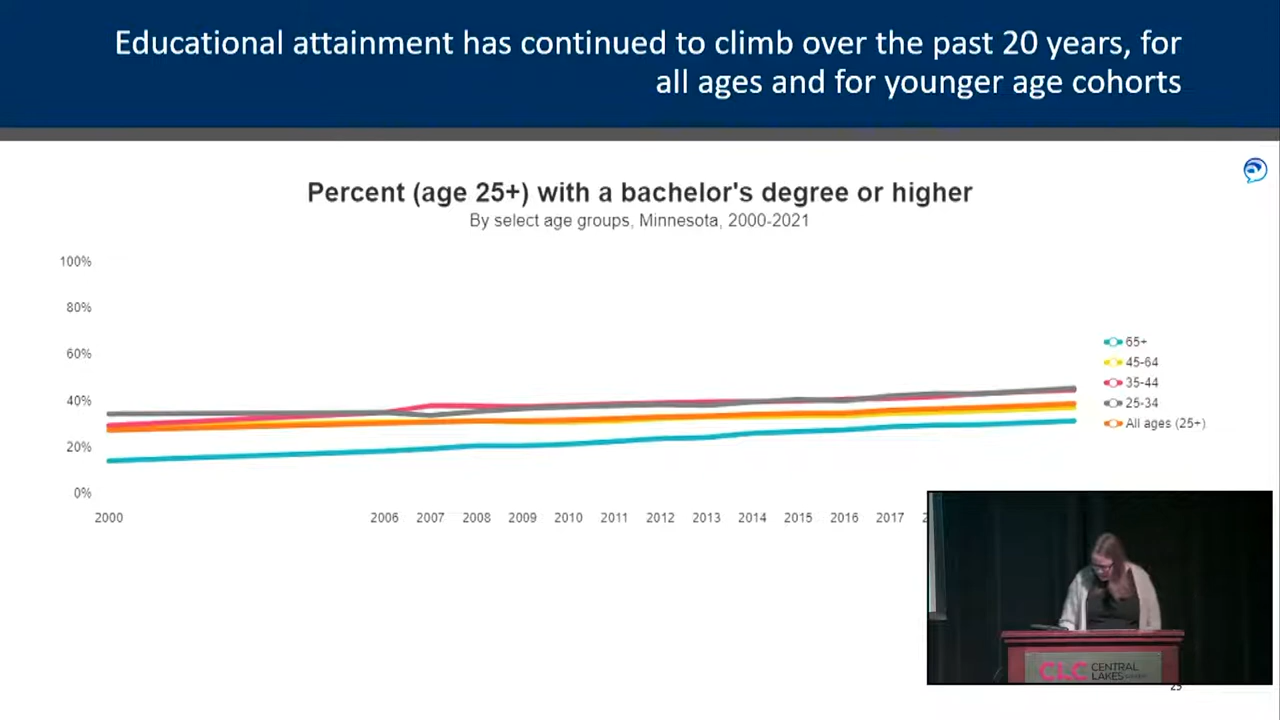 Educational attainment has continued to climb over the past 20 years, for
all ages and for younger age cohorts
Percent (age 25+) with a bachelor's degree or higher
By select age groups, Minnesota, 2000-2021
100%
80%
60%
40%
20%
0%
2000 2006 2007 2008 2009 2010 2011 2012 2013 2014 2015 2016 2017
65+
45-64
35-44
25-34
All ages (25+)
CLC CENTRAL
LAKES
25